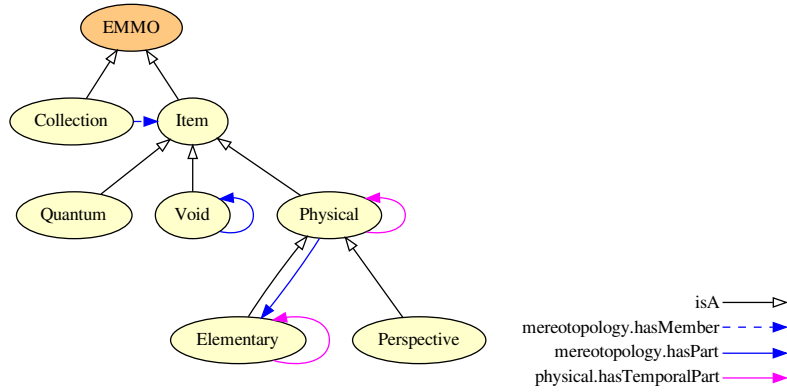 EMMO
Collection
Item
Quantum
Void
Physical
Elementary
Perspective
isA
mereotopology.hasMember
mereotopology.hasPart
physical.hasTemporalPart